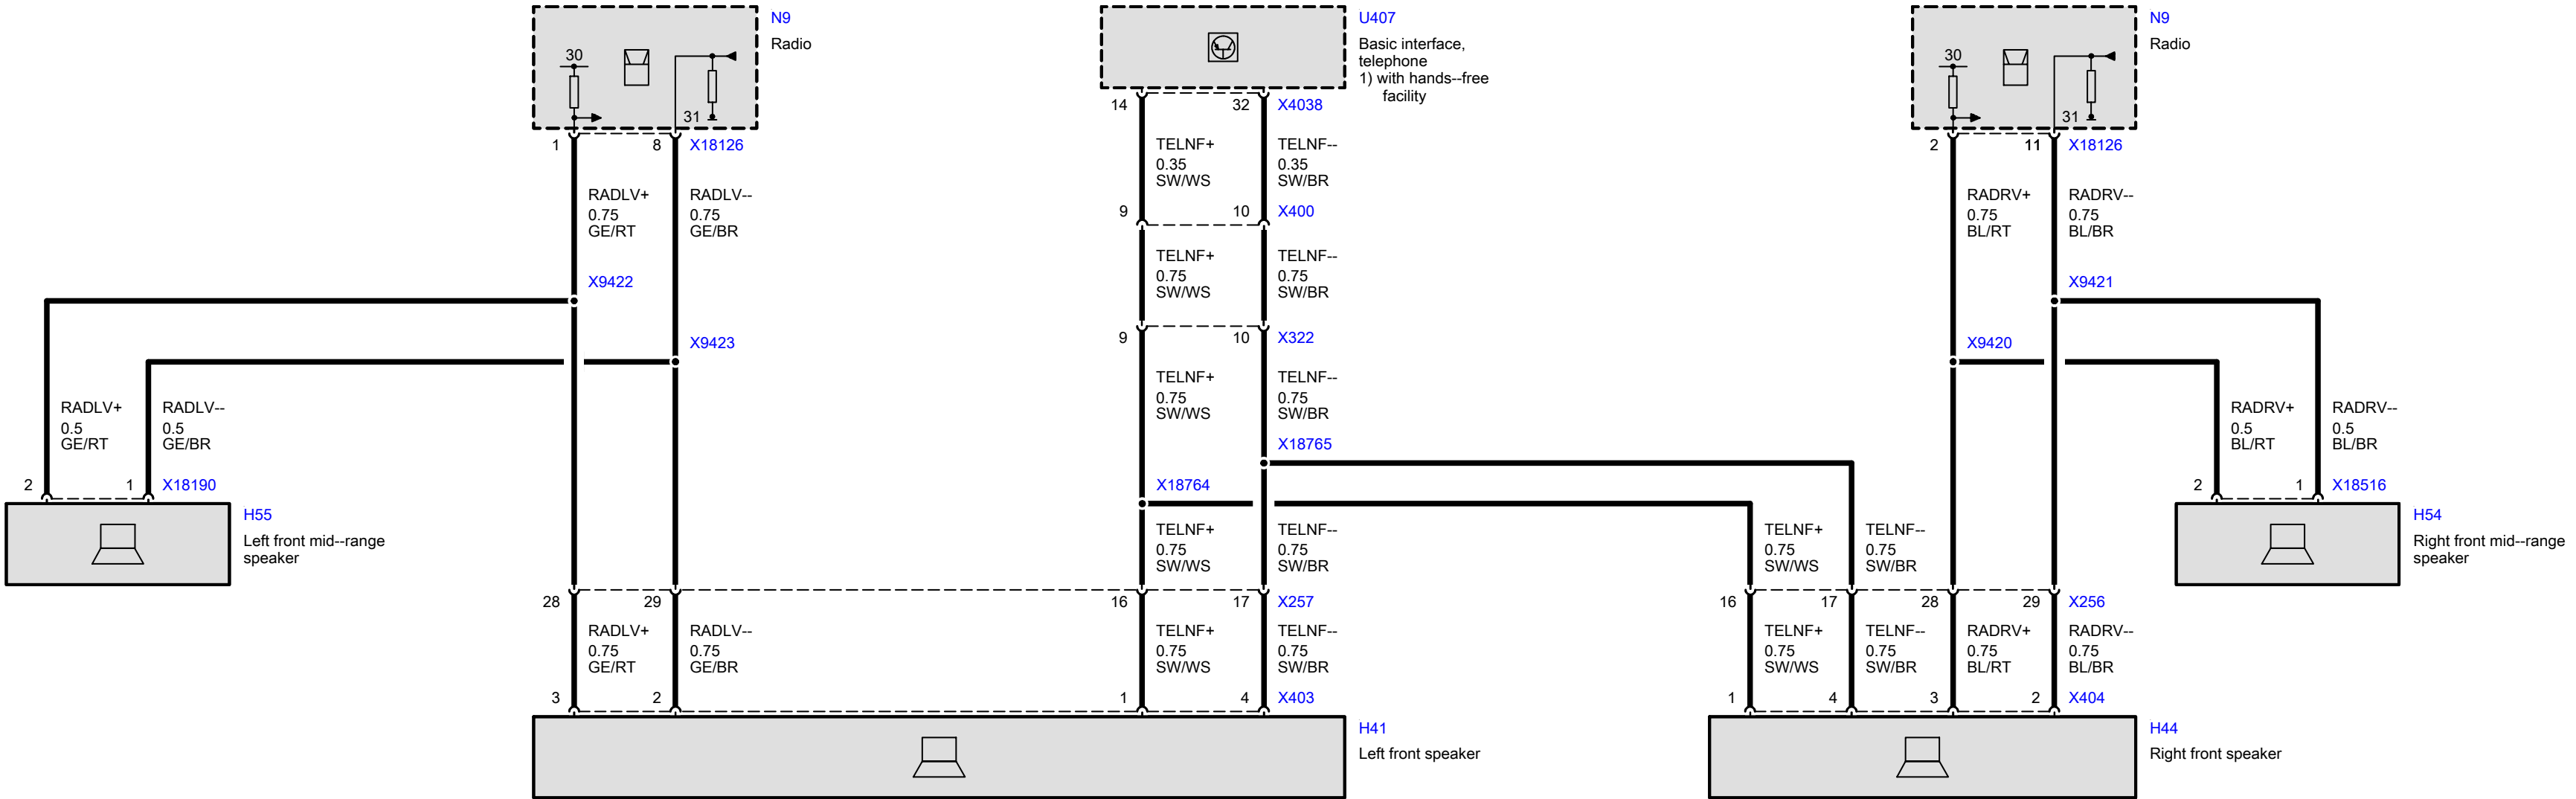 N9
Radio
30
31
1
8
X18126
RADLV+
0.75
GE/RT
RADLV--
0.75
GE/BR
X9422
X9423
RADLV+
0.5
GE/RT
RADLV--
0.5
GE/BR
2
1
X18190
H55
Left front mid--range
speaker
28
29
RADLV+
0.75
GE/RT
RADLV--
0.75
GE/BR
3
2
U407
Basic interface,
telephone
1) with hands--free
facility
14
32
X4038
TELNF+
0.35
SW/WS
TELNF--
0.35
SW/BR
9
10
X400
TELNF+
0.75
SW/WS
TELNF--
0.75
SW/BR
9
10
X322
TELNF+
0.75
SW/WS
TELNF--
0.75
SW/BR
X18765
X18764
TELNF+
0.75
SW/WS
TELNF--
0.75
SW/BR
16
17
X257
TELNF+
0.75
SW/WS
TELNF--
0.75
SW/BR
1
4
X403
H41
Left front speaker
N9
Radio
30
31
2
11
X18126
RADRV+
0.75
BL/RT
RADRV--
0.75
BL/BR
X9421
X9420
RADRV+
0.5
BL/RT
RADRV--
0.5
BL/BR
2
1
X18516
H54
Right front mid--range
speaker
TELNF+
0.75
SW/WS
TELNF--
0.75
SW/BR
16
17
28
29
X256
TELNF+
0.75
SW/WS
TELNF--
0.75
SW/BR
RADRV+
0.75
BL/RT
RADRV--
0.75
BL/BR
1
4
3
2
X404
H44
Right front speaker